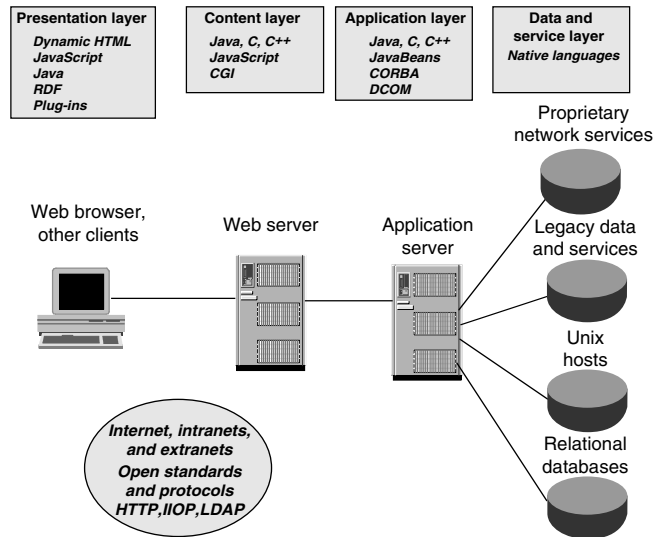 Presentation layer
Dynamic HTML
JavaScript
Java
RDF
Plug-ins
Content layer
Java, C, C++
JavaScript
CGI
Application layer
Java, C, C++
JavaBeans
CORBA
DCOM
Data and
service layer
Native languages
Proprietary
network services
Web browser,
other clients
Web server
Application
server
Legacy data
and services
Unix
hosts
Relational
databases
Internet, intranets,
and extranets
Open standards
and protocols
HTTP,IIOP,LDAP